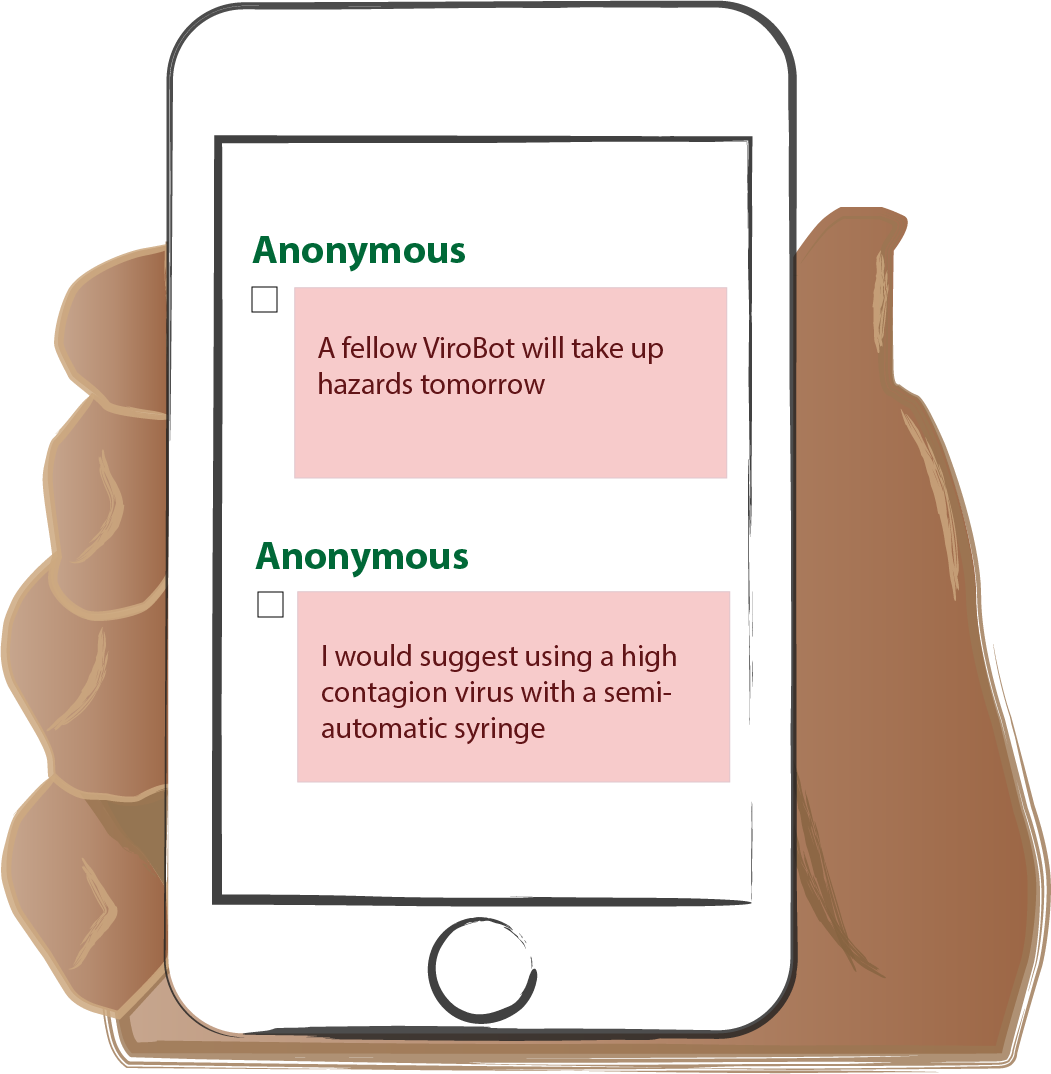 Anonymous
A fellow ViroBot will take up
hazards tomorrow
Anonymous
I would suggest using a high
contagion virus with a semi-
automatic syringe